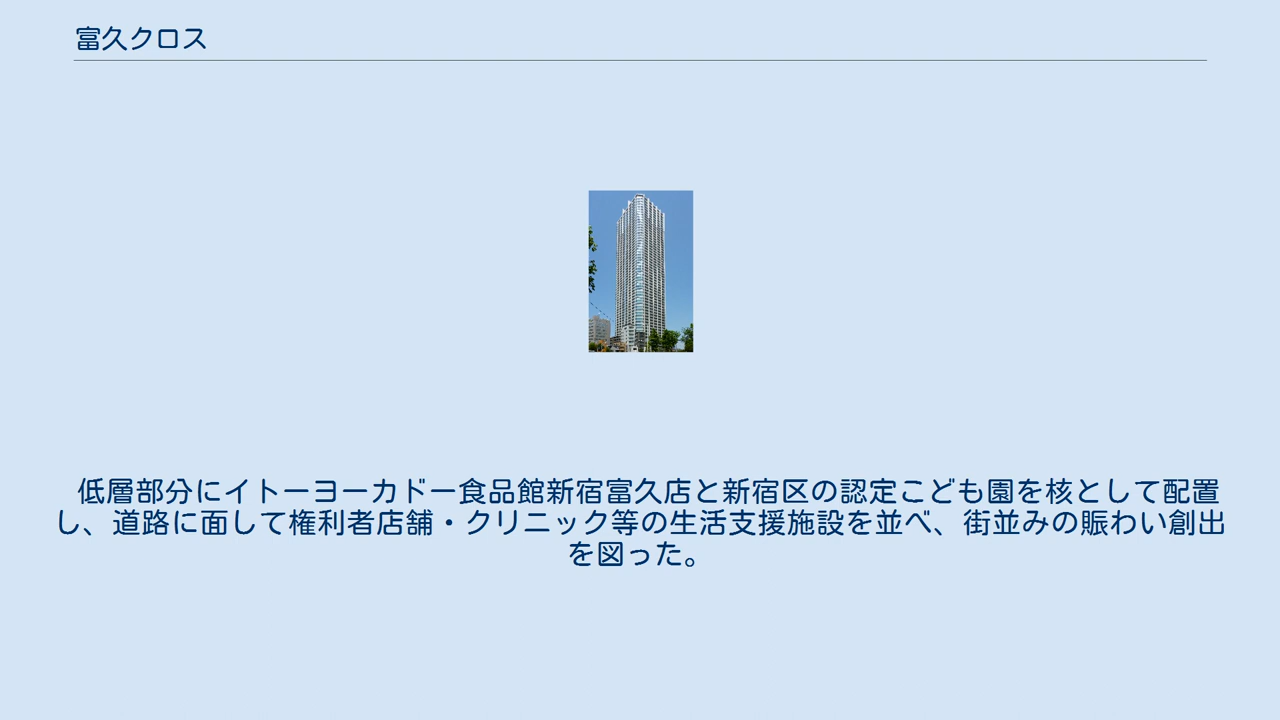 富久クロス
低層部分にイトーヨーカドー食品館新宿富久店と新宿区の認定こども園を核として配置
し、道路に面して権利者店舗・クリニック等の生活支援施設を並べ、街並みの賑わい創出
を図った。